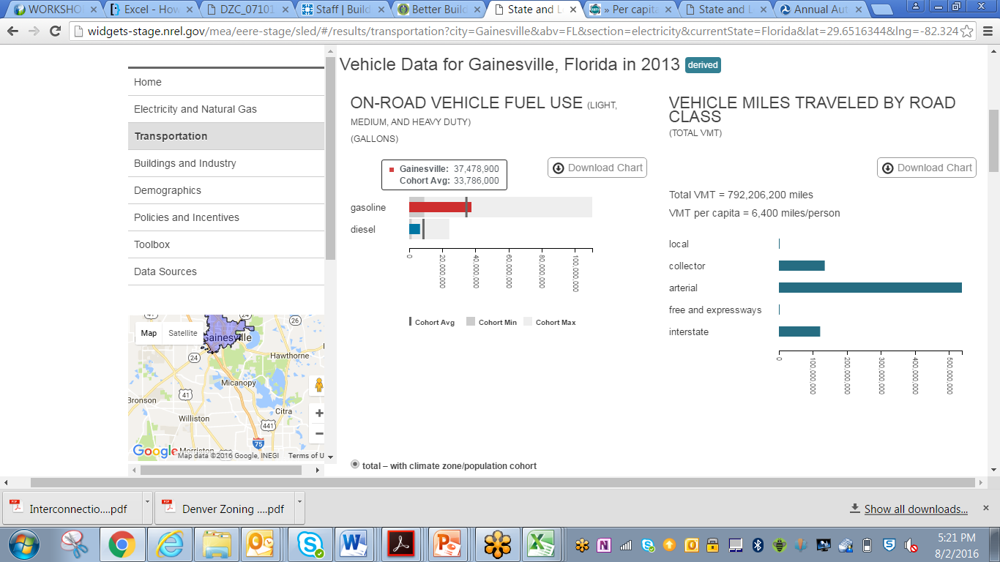 WORKSHO
Excel - How
DZC_07101
Staff | Build
Better Buil
State and L
» Per capita
State and L
Annual Aut
widgets-stage.nrel.gov/mea/eere-stage/sled/#/results/transportation?city=Gainesville&abv=FL&section=electricity&currentState=Florida&lat=29.6516344&lng=-82.324
Home
Electricity and Natural Gas
Transportation
Buildings and Industry
Demographics
Policies and Incentives
Toolbox
Data Sources
Map Satellite
Gainesville
24
26
Hawthorne
24
Micanopy
41
Bronson
Citra
Williston
441
75
Morriston
Google
Map data ©2016 Google, INEGI Terms of U
Vehicle Data for Gainesville, Florida in 2013 derived
ON-ROAD VEHICLE FUEL USE (LIGHT,
MEDIUM, AND HEAVY DUTY)
(GALLONS)
Gainesville: 37,478,900
Cohort Avg: 33,786,000
Download Chart
gasoline
diesel
0
20,000,000
40,000,000
60,000,000
80,000,000
100,000,000
Cohort Avg Cohort Min Cohort Max
total – with climate zone/population cohort
VEHICLE MILES TRAVELED BY ROAD
CLASS
(TOTAL VMT)
Download Chart
Total VMT = 792,206,200 miles
VMT per capita = 6,400 miles/person
local
collector
arterial
free and expressways
interstate
0
100,000,000
200,000,000
300,000,000
400,000,000
500,000,000
Interconnectio....pdf
Denver Zoning ....pdf
Show all downloads...
5:21 PM
8/2/2016